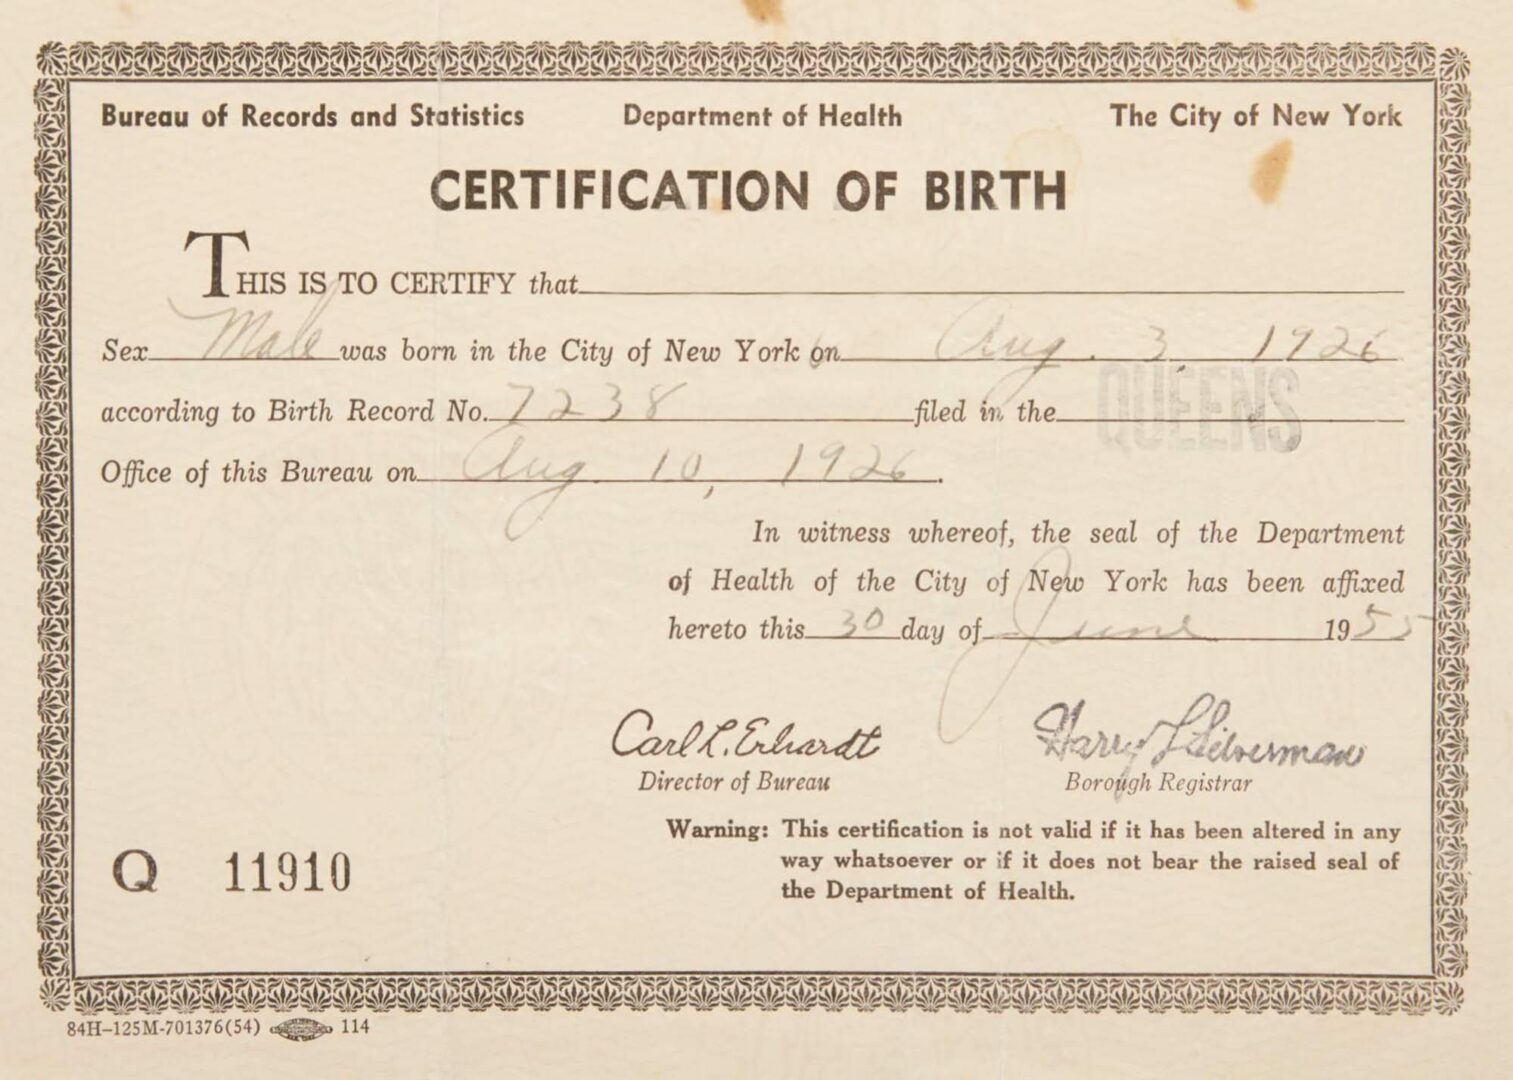 Bureau of Records and Statistics Department of Health The City of New York
CERTIFICATION OF BIRTH
THIS IS TO CERTIFY that
Sex Male was born in the City of New York on Aug. 3, 1926
according to Birth Record No. 7238 filed in the QUEENS
Office of this Bureau on Aug. 10, 1926.
In witness whereof, the seal of the Department
of Health of the City of New York has been affixed
hereto this 30 day of June 1955
Carl L. Erhardt Harry L Lieberman
Director of Bureau Borough Registrar
Warning: This certification is not valid if it has been altered in any
way whatsoever or if it does not bear the raised seal of
the Department of Health.
Q 11910
84H-125M-701376(54) 114